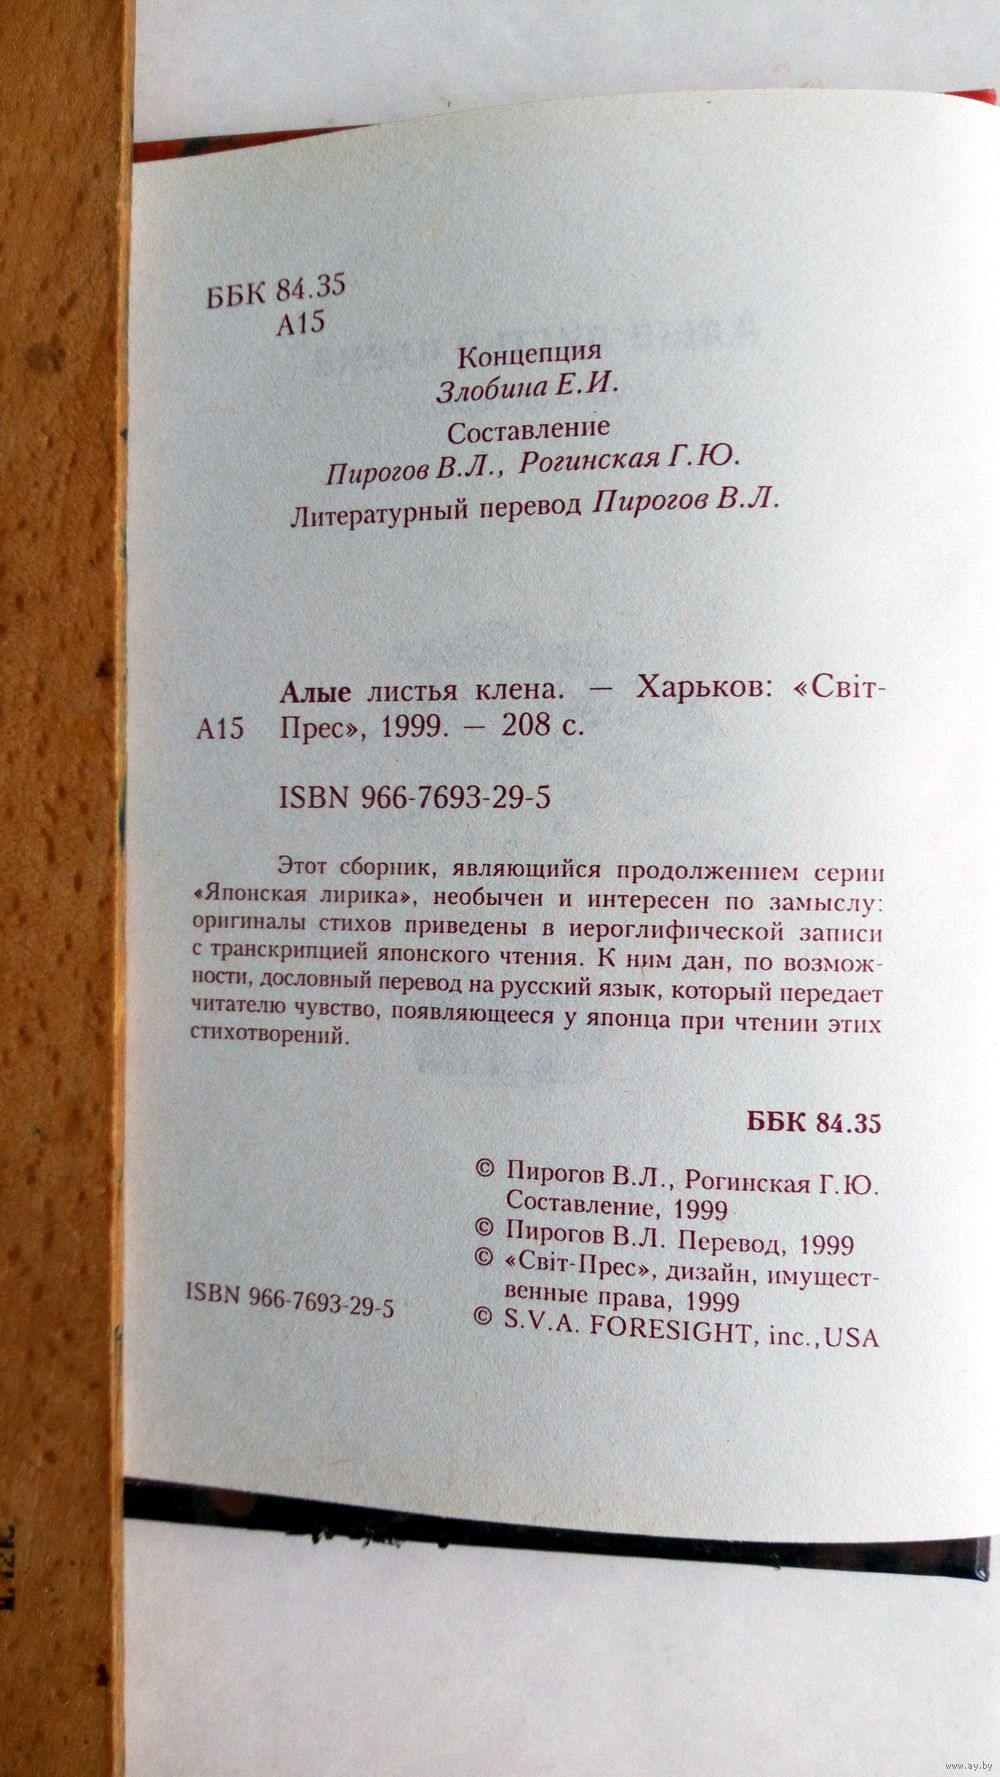 ББК 84.35
А15
Концепция
Злобина Е.И.
Составление
Пирогов В.Л., Рогинская Г.Ю.
Литературный перевод Пирогов В.Л.
Алые листья клена. — Харьков: «Світ-
А15 Прес», 1999. — 208 с.
ISBN 966-7693-29-5
Этот сборник, являющийся продолжением серии
«Японская лирика», необычен и интересен по замыслу:
оригиналы стихов приведены в иероглифической записи
с транскрипцией японского чтения. К ним дан, по возмож-
ности, дословный перевод на русский язык, который передает
читателю чувство, появляющееся у японца при чтении этих
стихотворений.
ББК 84.35
© Пирогов В.Л., Рогинская Г.Ю.
Составление, 1999
© Пирогов В.Л. Перевод, 1999
© «Світ-Прес», дизайн, имущест-
венные права, 1999
© S.V.A. FORESIGHT, inc.,USA
ISBN 966-7693-29-5
www.ay.by